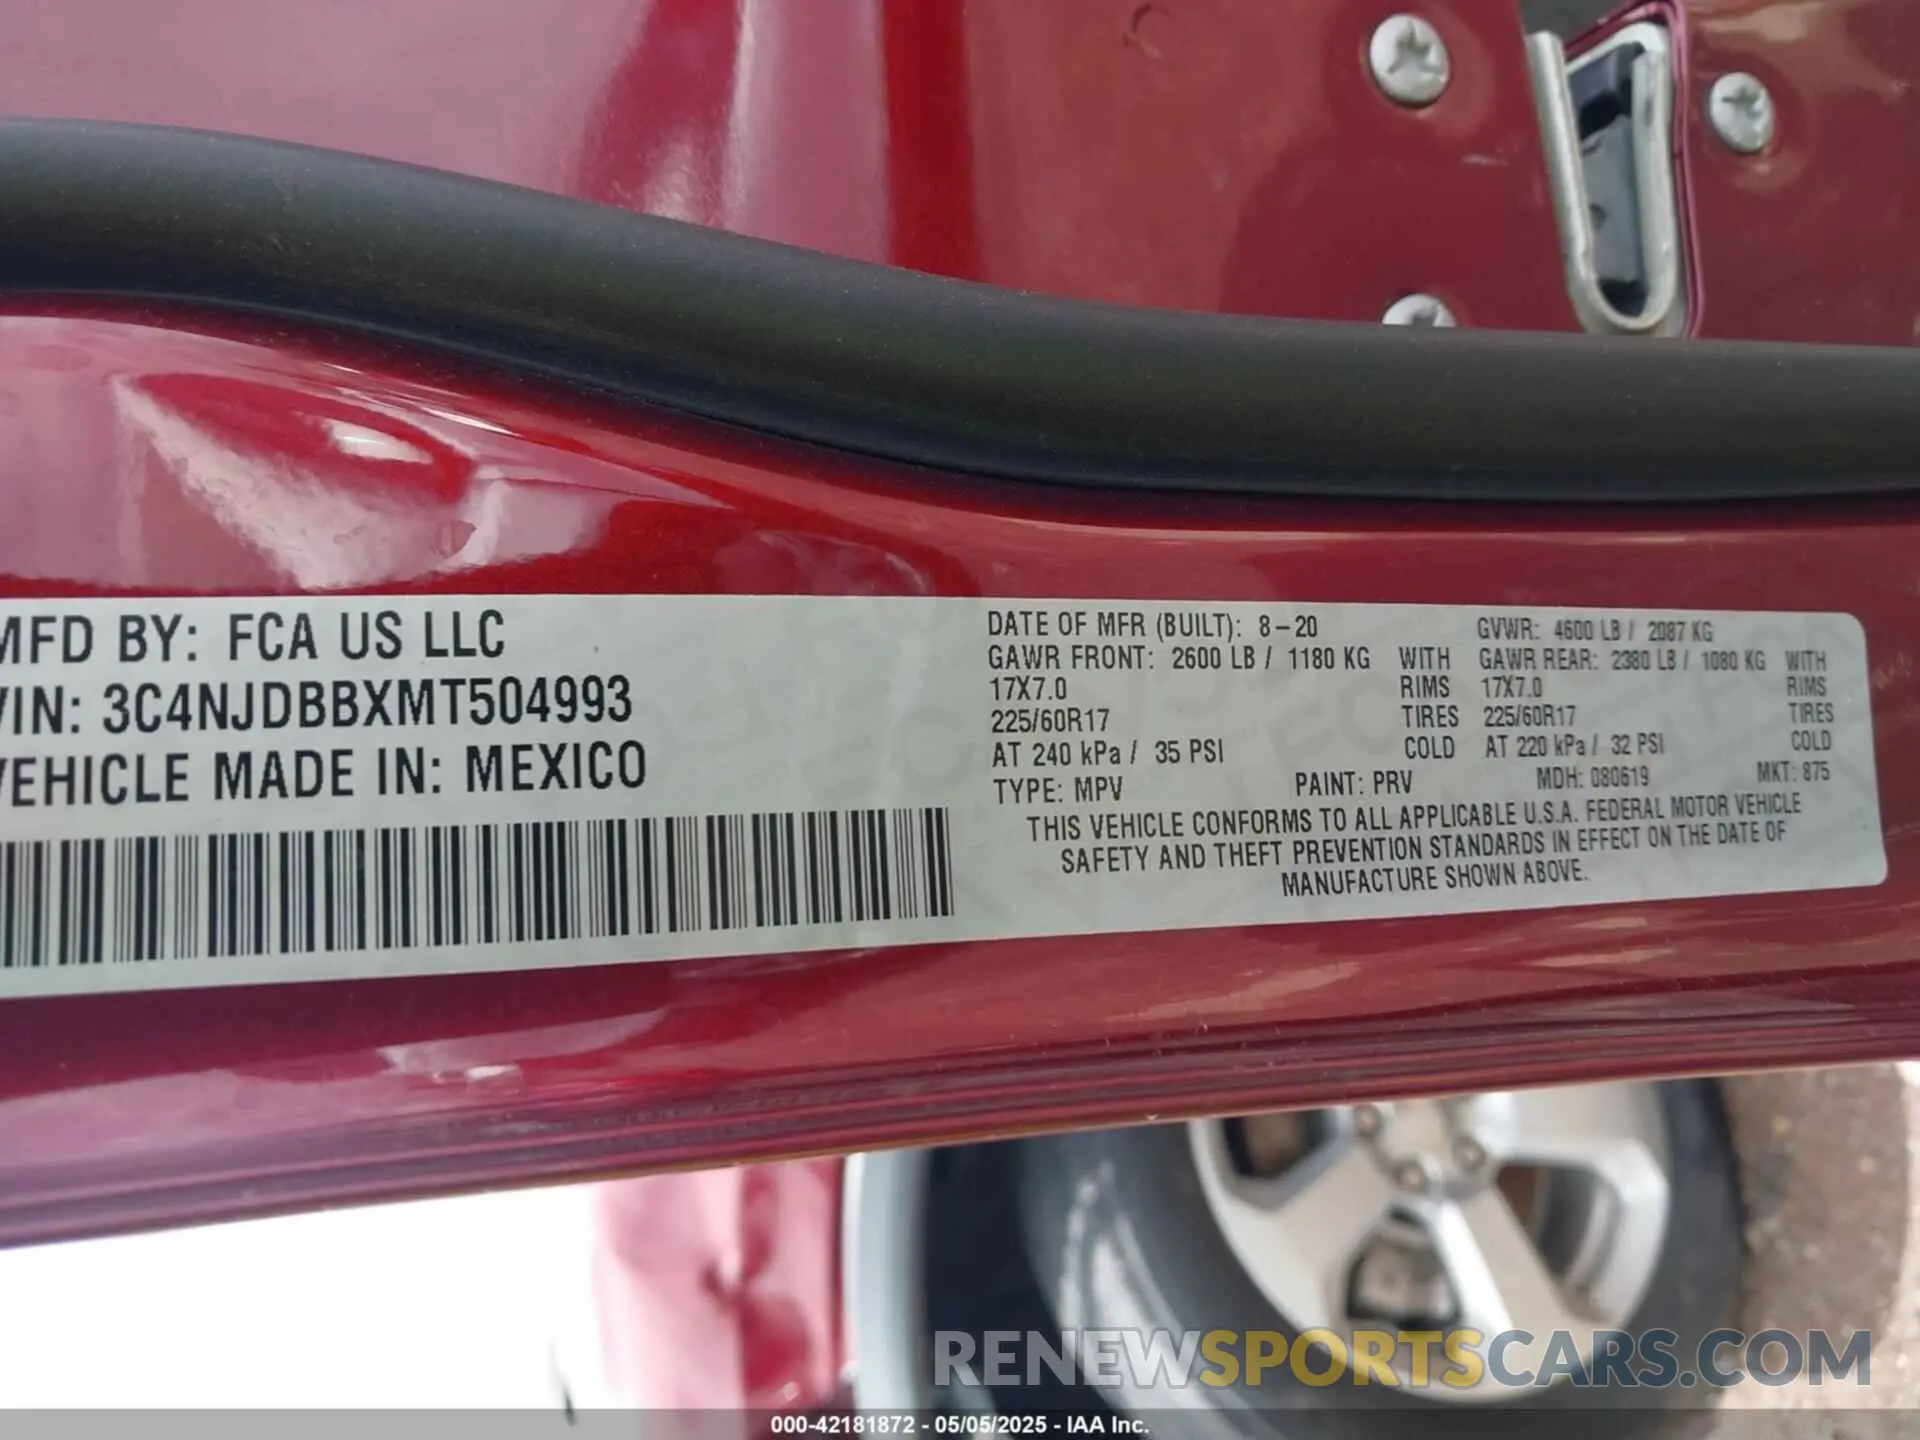 MFD BY: FCA US LLC
VIN: 3C4NJDBBXMT504993
VEHICLE MADE IN: MEXICO
DATE OF MFR (BUILT): 8-20
GVWR: 4600 LB / 2087 KG
GAWR FRONT: 2600 LB / 1180 KG WITH
GAWR REAR: 2380 LB / 1080 KG WITH
17X7.0 RIMS 17X7.0 RIMS
225/60R17 TIRES 225/60R17 TIRES
AT 240 kPa / 35 PSI COLD AT 220 kPa / 32 PSI COLD
TYPE: MPV PAINT: PRV MDH: 080619 MKT: 875
THIS VEHICLE CONFORMS TO ALL APPLICABLE U.S.A. FEDERAL MOTOR VEHICLE
SAFETY AND THEFT PREVENTION STANDARDS IN EFFECT ON THE DATE OF
MANUFACTURE SHOWN ABOVE.
RENEWSPORTSCARS.COM
000-42181872 - 05/05/2025 - IAA Inc.